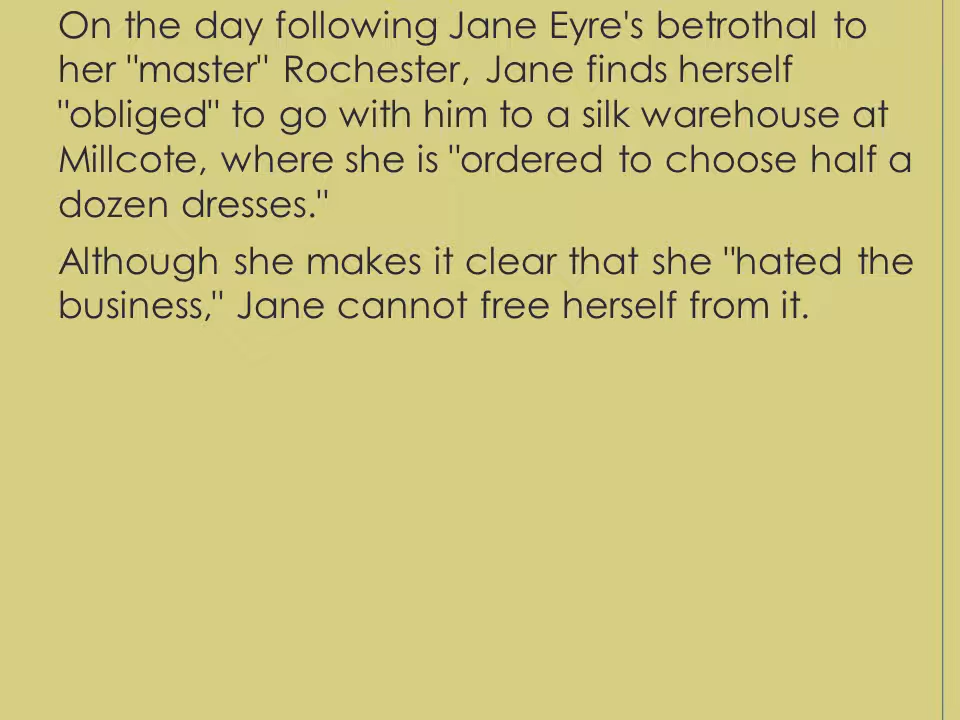 On the day following Jane Eyre's betrothal to
her "master" Rochester, Jane finds herself
"obliged" to go with him to a silk warehouse at
Millcote, where she is "ordered to choose half a
dozen dresses."
Although she makes it clear that she "hated the
business," Jane cannot free herself from it.